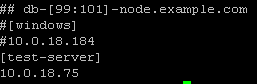 ## db-[99:101]-node.example.com
#[windows]
#10.0.18.184
[test-server]
10.0.18.75